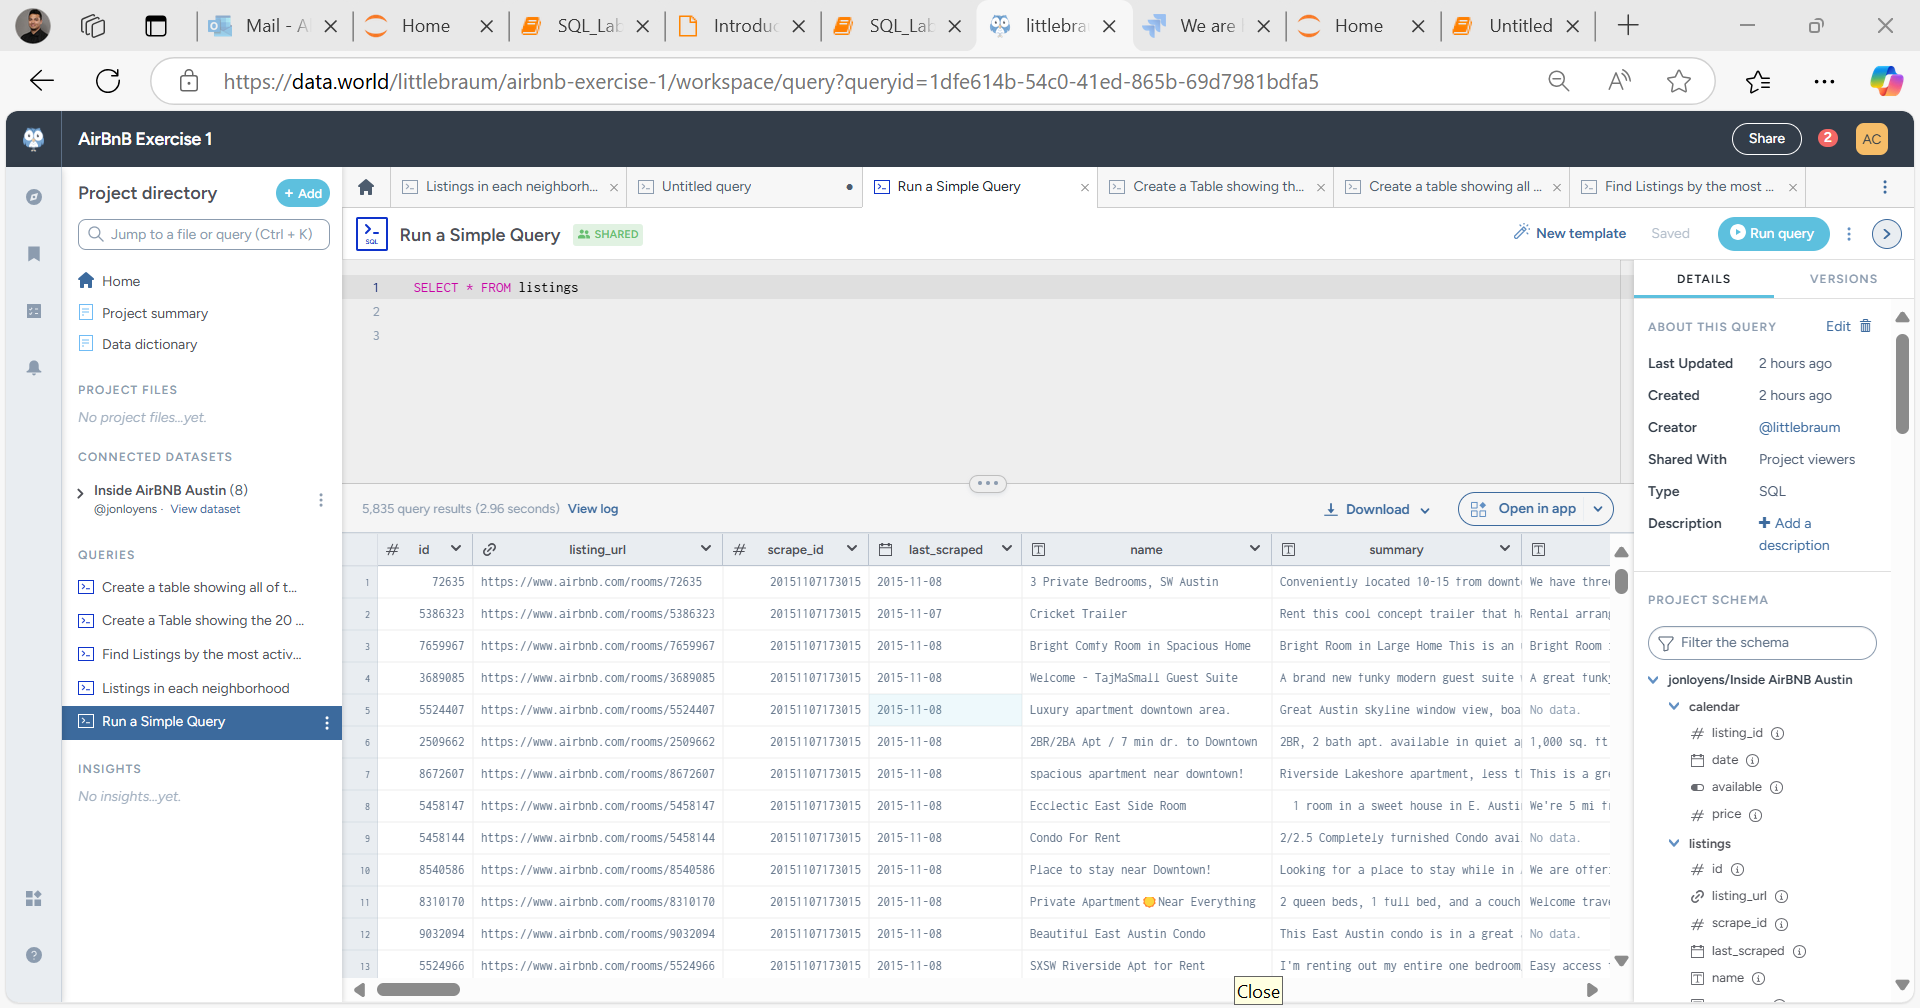 Mail - A
Home
SQL_Lab
Introduc
SQL_Lab
littlebra
We are
Home
Untitled
https://data.world/littlebraum/airbnb-exercise-1/workspace/query?queryid=1dfe614b-54c0-41ed-865b-69d7981bdfa5
AirBnB Exercise 1
Share
2
AC
Project directory
+ Add
Jump to a file or query (Ctrl + K)
Home
Project summary
Data dictionary
PROJECT FILES
No project files...yet.
CONNECTED DATASETS
Inside AirBNB Austin (8)
@jonloyens · View dataset
QUERIES
Create a table showing all of t...
Create a Table showing the 20 ...
Find Listings by the most activ...
Listings in each neighborhood
Run a Simple Query
INSIGHTS
No insights...yet.
Listings in each neighborh...
Untitled query
Run a Simple Query
Create a Table showing th...
Create a table showing all ...
Find Listings by the most ...
SQL
Run a Simple Query
SHARED
New template
Saved
Run query
1 SELECT * FROM listings
2
3
5,835 query results (2.96 seconds) View log
Download
Open in app
# id listing_url # scrape_id last_scraped T name T summary T
1 72635 https://www.airbnb.com/rooms/72635 20151107173015 2015-11-08 3 Private Bedrooms, SW Austin Conveniently located 10-15 from downt We have thre
2 5386323 https://www.airbnb.com/rooms/5386323 20151107173015 2015-11-07 Cricket Trailer Rent this cool concept trailer that h Rental arran
3 7659967 https://www.airbnb.com/rooms/7659967 20151107173015 2015-11-08 Bright Comfy Room in Spacious Home Bright Room in Large Home This is an Bright Room
4 3689085 https://www.airbnb.com/rooms/3689085 20151107173015 2015-11-08 Welcome - TajMaSmall Guest Suite A brand new funky modern guest suite A great funk
5 5524407 https://www.airbnb.com/rooms/5524407 20151107173015 2015-11-08 Luxury apartment downtown area. Great Austin skyline window view, boa No data.
6 2509662 https://www.airbnb.com/rooms/2509662 20151107173015 2015-11-08 2BR/2BA Apt / 7 min dr. to Downtown 2BR, 2 bath apt. available in quiet a 1,000 sq. ft
7 8672607 https://www.airbnb.com/rooms/8672607 20151107173015 2015-11-08 spacious apartment near downtown! Riverside Lakeshore apartment, less t This is a gr
8 5458147 https://www.airbnb.com/rooms/5458147 20151107173015 2015-11-08 Ecclectic East Side Room 1 room in a sweet house in E. Austi We're 5 mi f
9 5458144 https://www.airbnb.com/rooms/5458144 20151107173015 2015-11-08 Condo For Rent 2/2.5 Completely furnished Condo avai No data.
10 8540586 https://www.airbnb.com/rooms/8540586 20151107173015 2015-11-08 Place to stay near Downtown! Looking for a place to stay while in We are offer
11 8310170 https://www.airbnb.com/rooms/8310170 20151107173015 2015-11-08 Private Apartment Near Everything 2 queen beds, 1 full bed, and a couch Welcome trav
12 9032094 https://www.airbnb.com/rooms/9032094 20151107173015 2015-11-08 Beautiful East Austin Condo This East Austin condo is in a great No data.
13 5524966 https://www.airbnb.com/rooms/5524966 20151107173015 2015-11-08 SXSW Riverside Apt for Rent I'm renting out my entire one bedroom Easy access
Close
DETAILS
VERSIONS
ABOUT THIS QUERY
Edit
Last Updated 2 hours ago
Created 2 hours ago
Creator @littlebraum
Shared With Project viewers
Type SQL
Description + Add a
description
PROJECT SCHEMA
Filter the schema
jonloyens/Inside AirBNB Austin
calendar
# listing_id
date
available
# price
listings
# id
listing_url
# scrape_id
last_scraped
T name